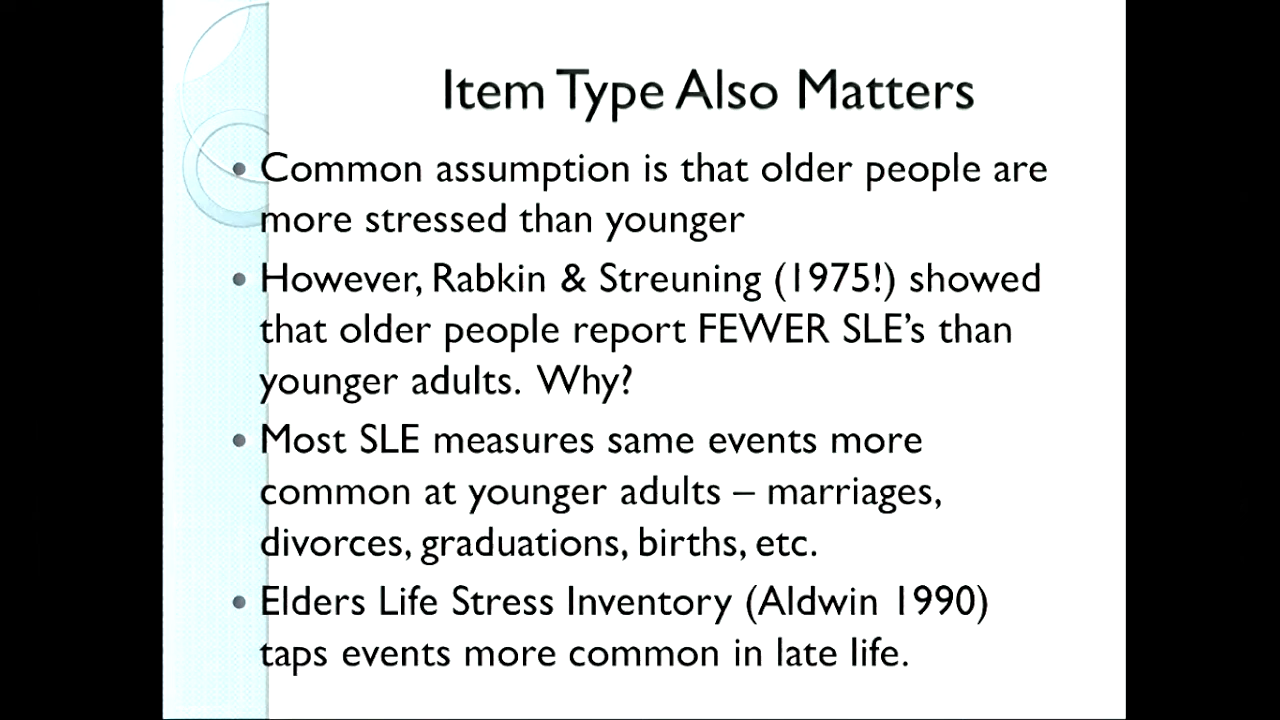 Item Type Also Matters
• Common assumption is that older people are
more stressed than younger
• However, Rabkin & Streuning (1975!) showed
that older people report FEWER SLE’s than
younger adults. Why?
• Most SLE measures same events more
common at younger adults – marriages,
divorces, graduations, births, etc.
• Elders Life Stress Inventory (Aldwin 1990)
taps events more common in late life.